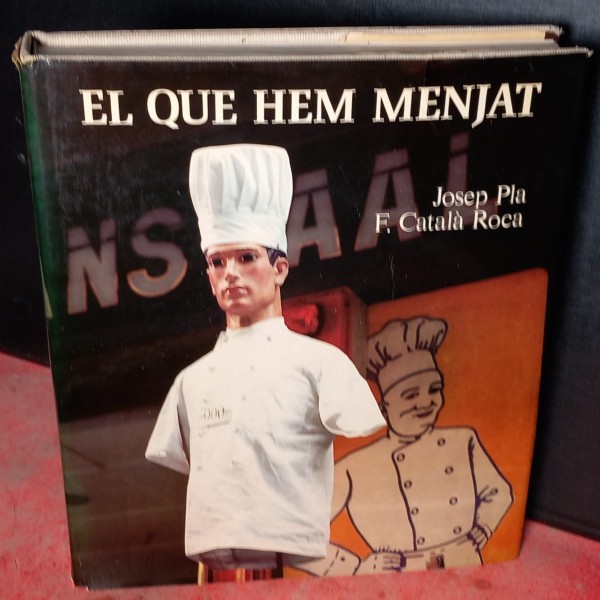 EL QUE HEM MENJAT
Josep Pla
F. Català Roca